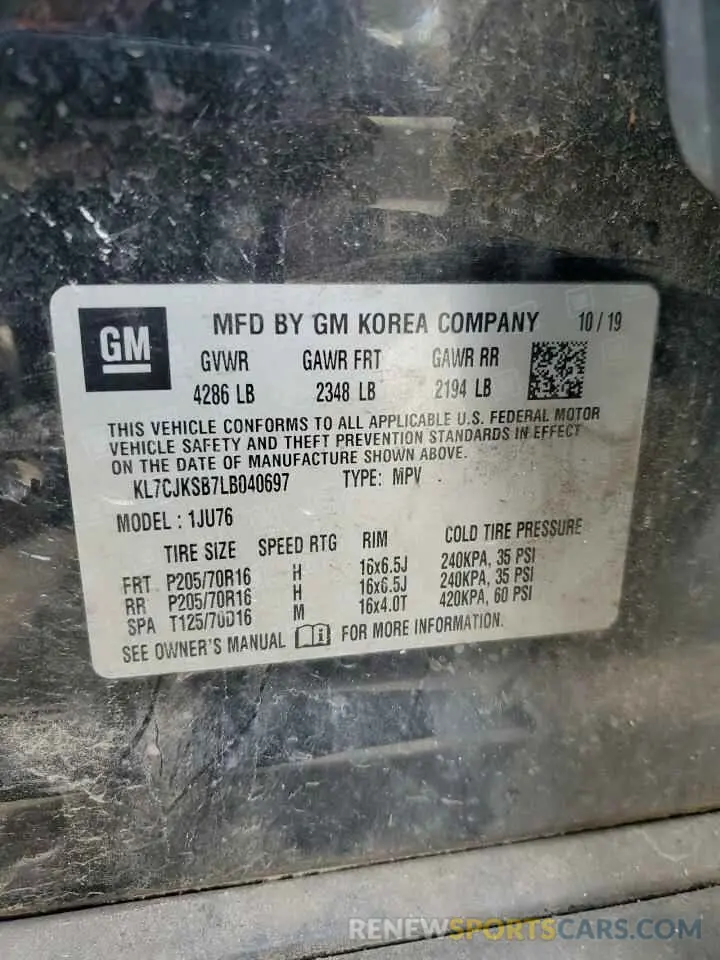 GM MFD BY GM KOREA COMPANY 10 / 19
GVWR GAWR FRT GAWR RR
4286 LB 2348 LB 2194 LB
THIS VEHICLE CONFORMS TO ALL APPLICABLE U.S. FEDERAL MOTOR
VEHICLE SAFETY AND THEFT PREVENTION STANDARDS IN EFFECT
ON THE DATE OF MANUFACTURE SHOWN ABOVE.
KL7CJKSB7LB040697 TYPE: MPV
MODEL : 1JU76
TIRE SIZE SPEED RTG RIM COLD TIRE PRESSURE
FRT P205/70R16 H 16x6.5J 240KPA, 35 PSI
RR P205/70R16 H 16x6.5J 240KPA, 35 PSI
SPA T125/70D16 M 16x4.0T 420KPA, 60 PSI
SEE OWNER'S MANUAL FOR MORE INFORMATION.
RENEWSPORTSCARS.COM